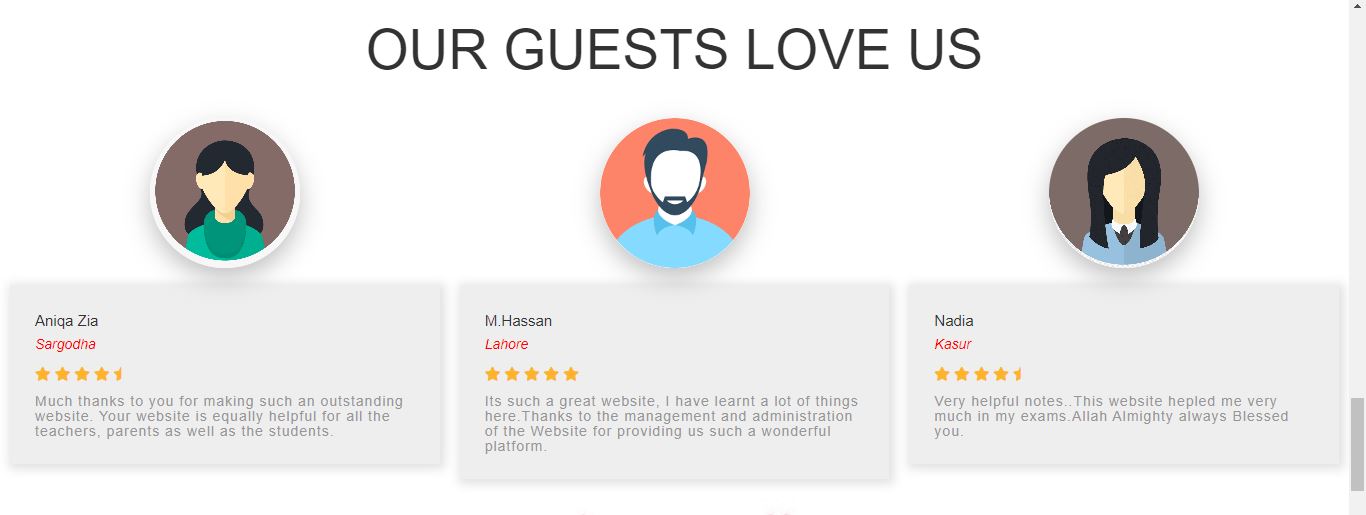 OUR GUESTS LOVE US
Aniqa Zia
Sargodha
Much thanks to you for making such an outstanding
website. Your website is equally helpful for all the
teachers, parents as well as the students.
M.Hassan
Lahore
Its such a great website, I have learnt a lot of things
here.Thanks to the management and administration
of the Website for providing us such a wonderful
platform.
Nadia
Kasur
Very helpful notes..This website hepled me very
much in my exams.Allah Almighty always Blessed
you.